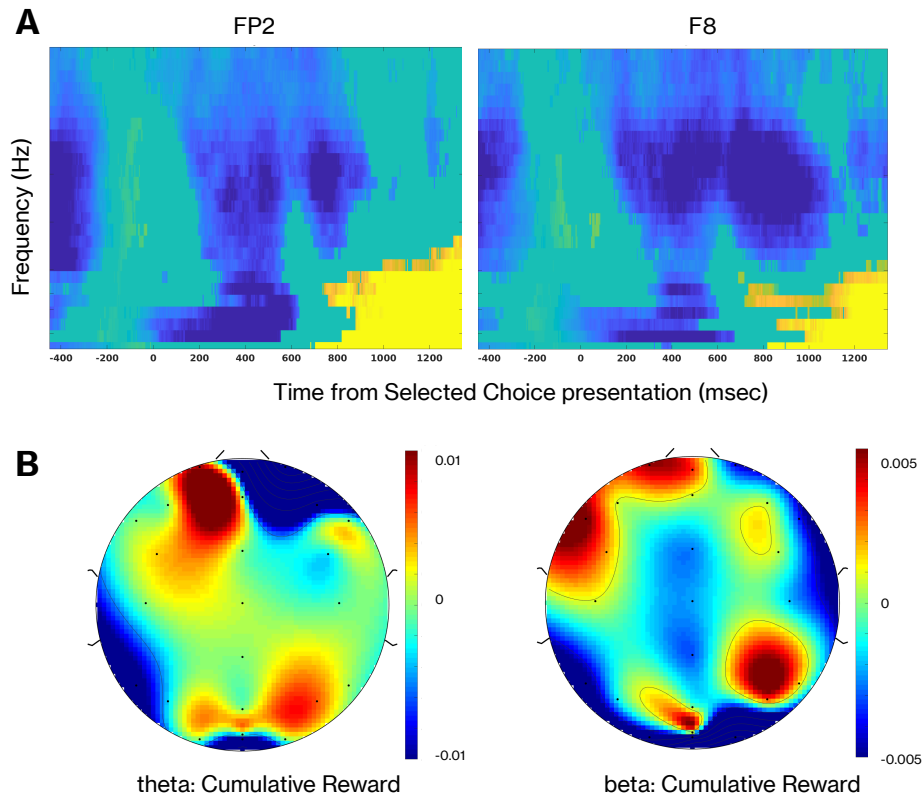 A
FP2
F8
Frequency (Hz)
-400 -200 0 200 400 600 800 1000 1200
-400 -200 0 200 400 600 800 1000 1200
Time from Selected Choice presentation (msec)
B
0.01
0
-0.01
0.005
0
-0.005
theta: Cumulative Reward
beta: Cumulative Reward